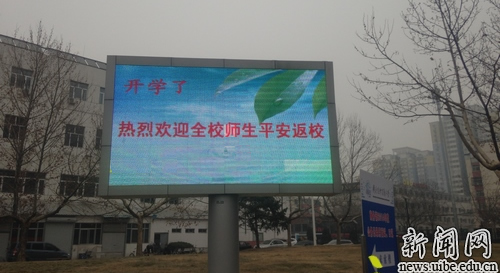 开学了
热烈欢迎全校师生平安返校
新闻网
news.uibe.edu.cn